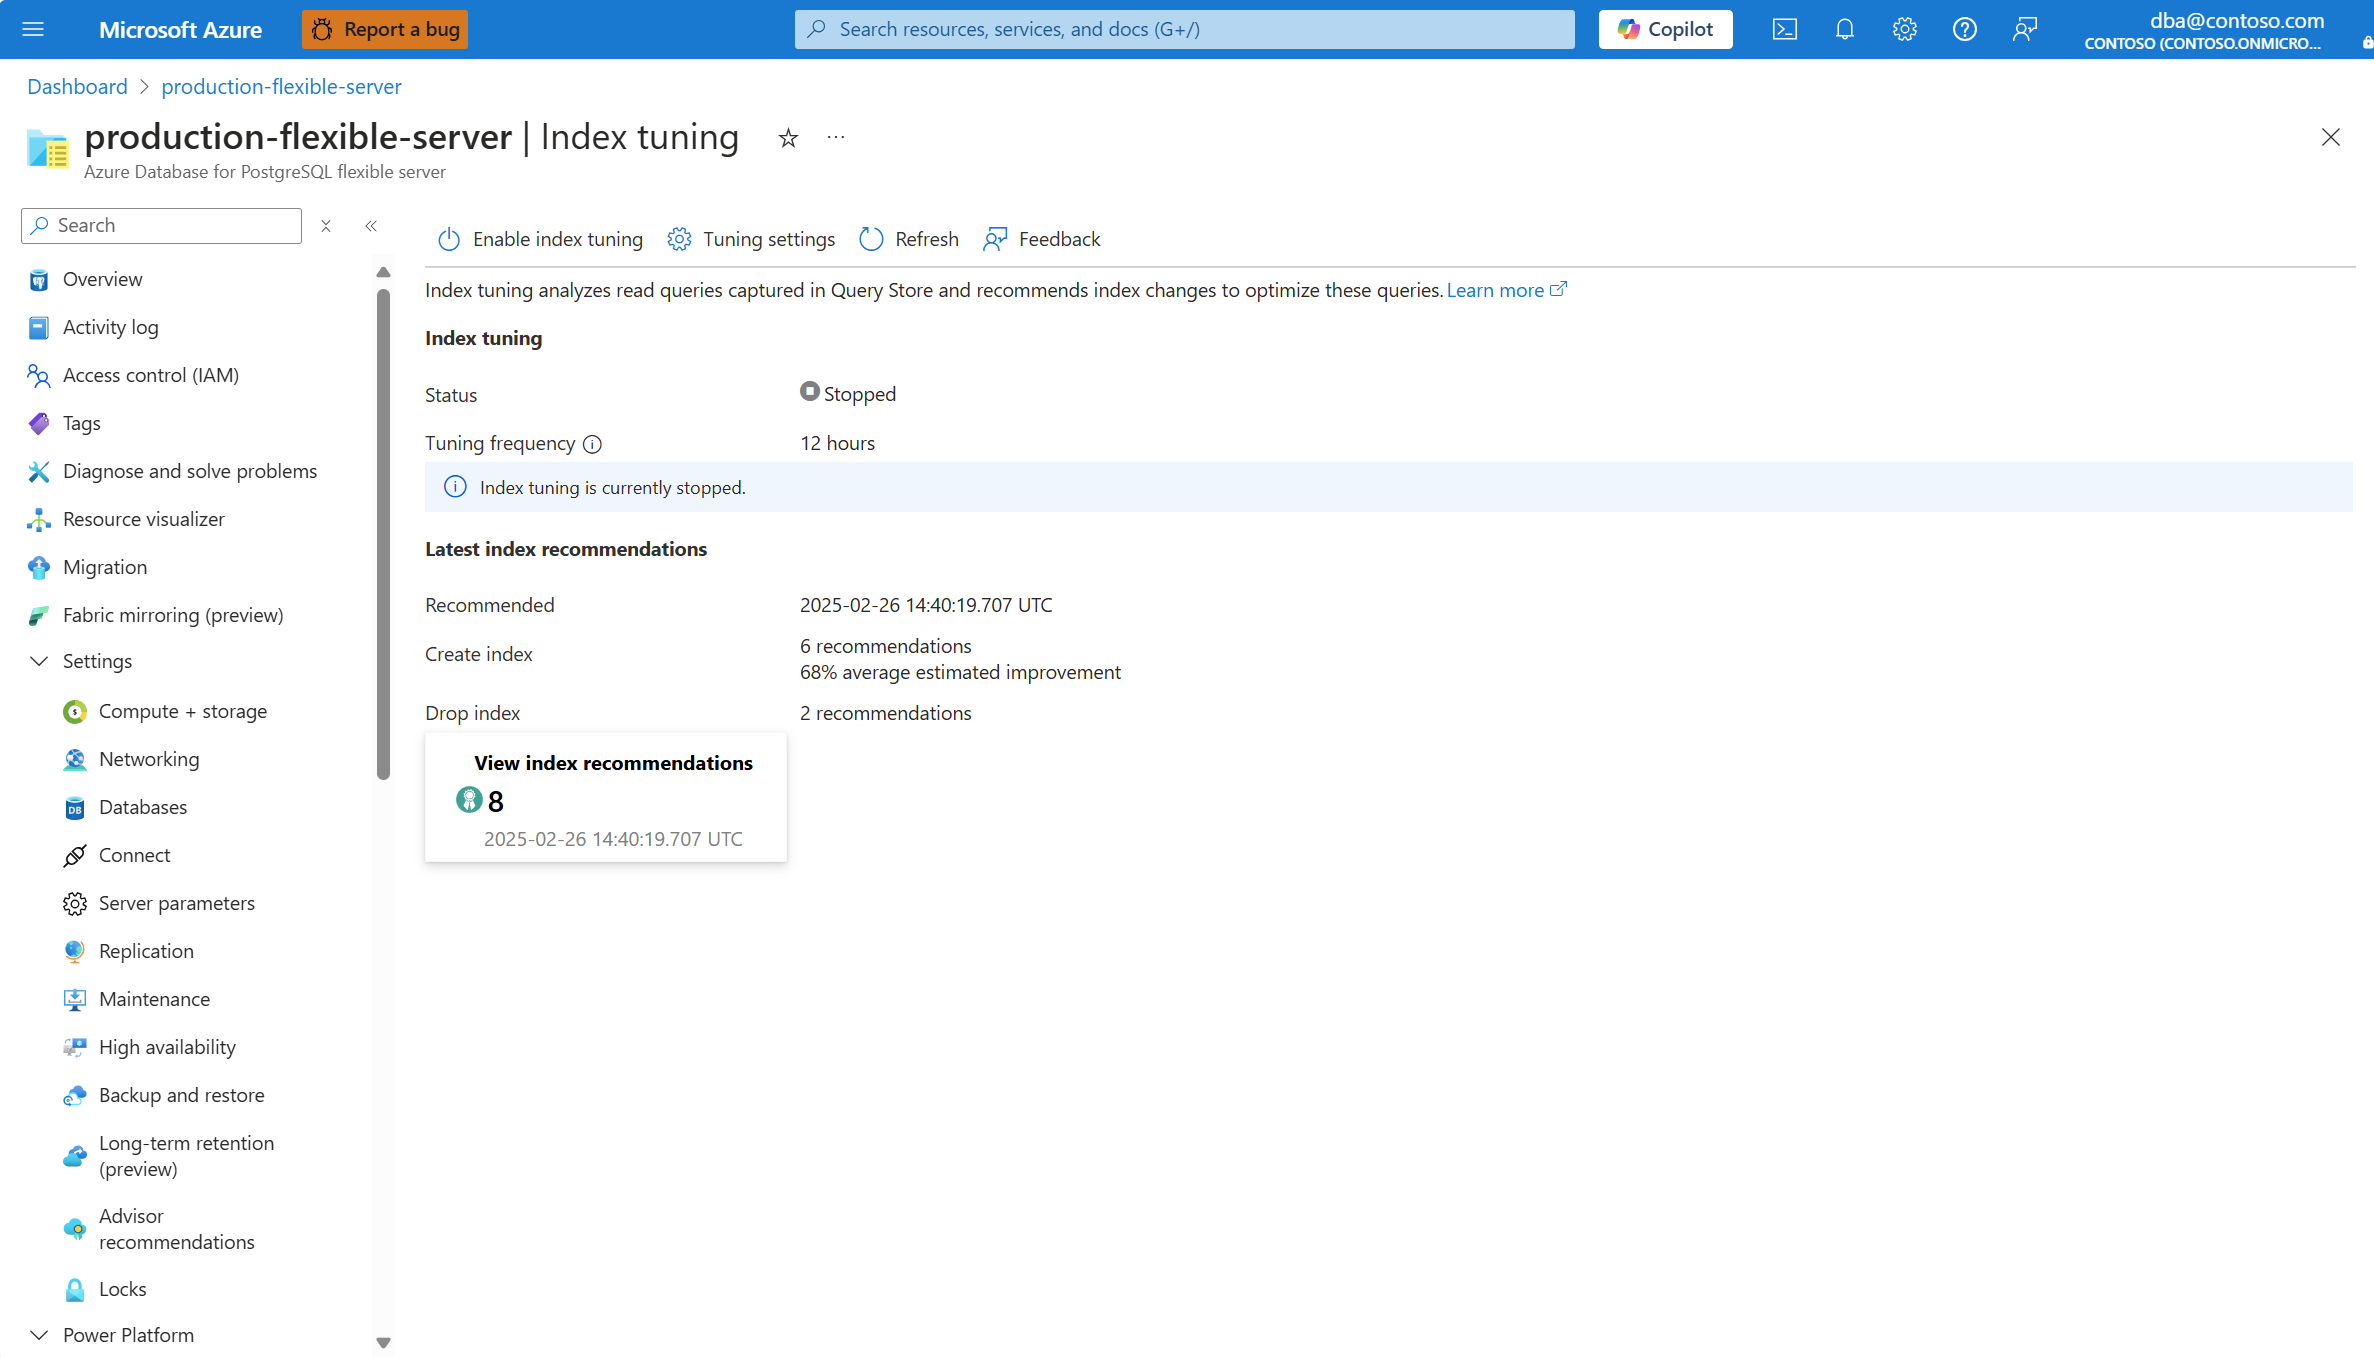 Microsoft Azure
Report a bug
Search resources, services, and docs (G+/)
Copilot
dba@contoso.com
CONTOSO (CONTOSO.ONMICRO...
Dashboard > production-flexible-server
production-flexible-server | Index tuning
Azure Database for PostgreSQL flexible server
Search
Overview
Activity log
Access control (IAM)
Tags
Diagnose and solve problems
Resource visualizer
Migration
Fabric mirroring (preview)
Settings
Compute + storage
Networking
Databases
Connect
Server parameters
Replication
Maintenance
High availability
Backup and restore
Long-term retention
(preview)
Advisor
recommendations
Locks
Power Platform
Enable index tuning
Tuning settings
Refresh
Feedback
Index tuning analyzes read queries captured in Query Store and recommends index changes to optimize these queries. Learn more
Index tuning
Status
Stopped
Tuning frequency
12 hours
Index tuning is currently stopped.
Latest index recommendations
Recommended
2025-02-26 14:40:19.707 UTC
Create index
6 recommendations
68% average estimated improvement
Drop index
2 recommendations
View index recommendations
8
2025-02-26 14:40:19.707 UTC